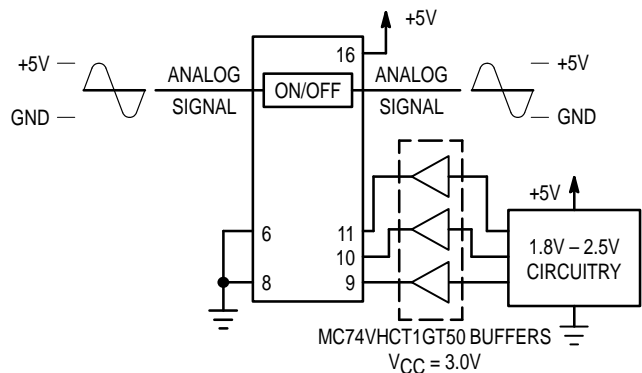 +5V
16
+5V
ANALOG
SIGNAL
ON/OFF
ANALOG
SIGNAL
+5V
GND
GND
+5V
6
11
10
8
9
1.8V – 2.5V
CIRCUITRY
MC74VHCT1GT50 BUFFERS
VCC = 3.0V